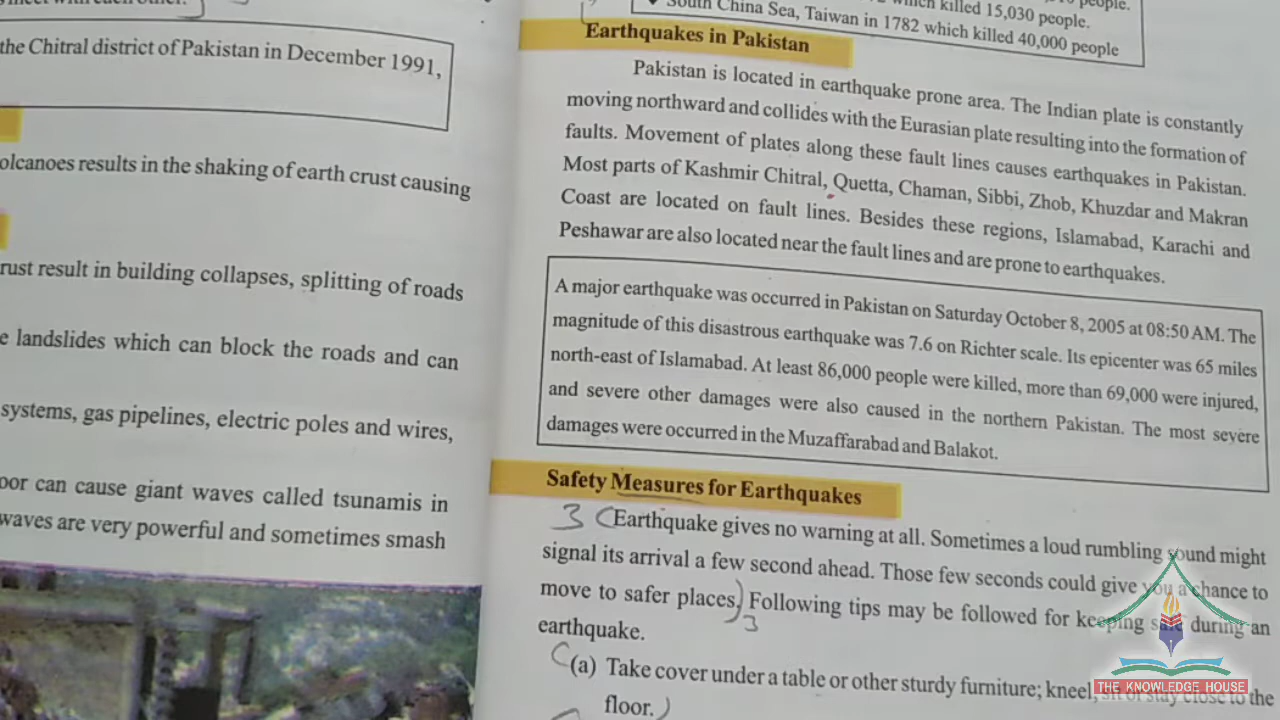 the Chitral district of Pakistan in December 1991,
olcanoes results in the shaking of earth crust causing
rust result in building collapses, splitting of roads
e landslides which can block the roads and can
systems, gas pipelines, electric poles and wires,
oor can cause giant waves called tsunamis in
waves are very powerful and sometimes smash
which killed 15,030 people.
South China Sea, Taiwan in 1782 which killed 40,000 people
Earthquakes in Pakistan
Pakistan is located in earthquake prone area. The Indian plate is constantly
moving northward and collides with the Eurasian plate resulting into the formation of
faults. Movement of plates along these fault lines causes earthquakes in Pakistan.
Most parts of Kashmir Chitral, Quetta, Chaman, Sibbi, Zhob, Khuzdar and Makran
Coast are located on fault lines. Besides these regions, Islamabad, Karachi and
Peshawar are also located near the fault lines and are prone to earthquakes.
A major earthquake was occurred in Pakistan on Saturday October 8, 2005 at 08:50 AM. The
magnitude of this disastrous earthquake was 7.6 on Richter scale. Its epicenter was 65 miles
north-east of Islamabad. At least 86,000 people were killed, more than 69,000 were injured,
and severe other damages were also caused in the northern Pakistan. The most severe
damages were occurred in the Muzaffarabad and Balakot.
Safety Measures for Earthquakes
3 (Earthquake gives no warning at all. Sometimes a loud rumbling sound might
signal its arrival a few second ahead. Those few seconds could give you a chance to
move to safer places.) 3 Following tips may be followed for keeping safe during an
earthquake.
(a) Take cover under a table or other sturdy furniture; kneel, sit or stay close to the
floor.)
THE KNOWLEDGE HOUSE